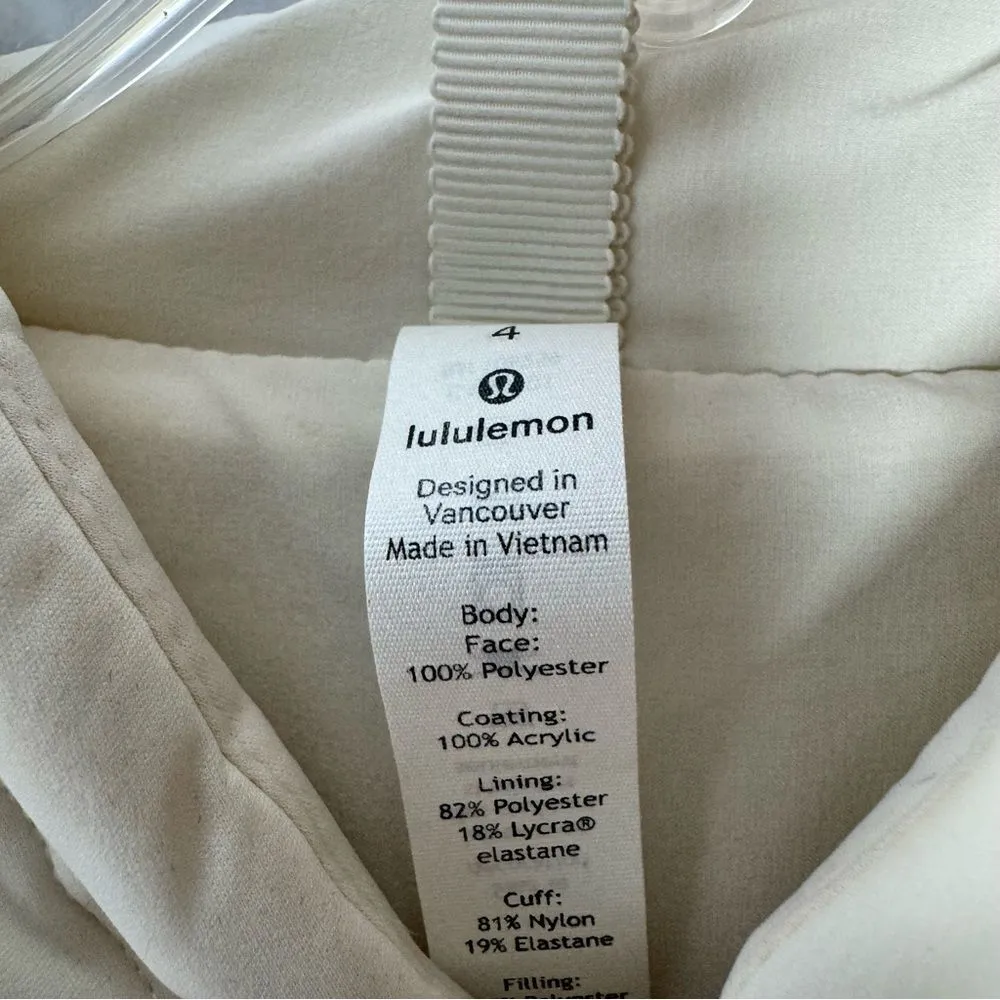 4
lululemon
Designed in
Vancouver
Made in Vietnam
Body:
Face:
100% Polyester
Coating:
100% Acrylic
Lining:
82% Polyester
18% Lycra®
elastane
Cuff:
81% Nylon
19% Elastane
Filling:
Polyester